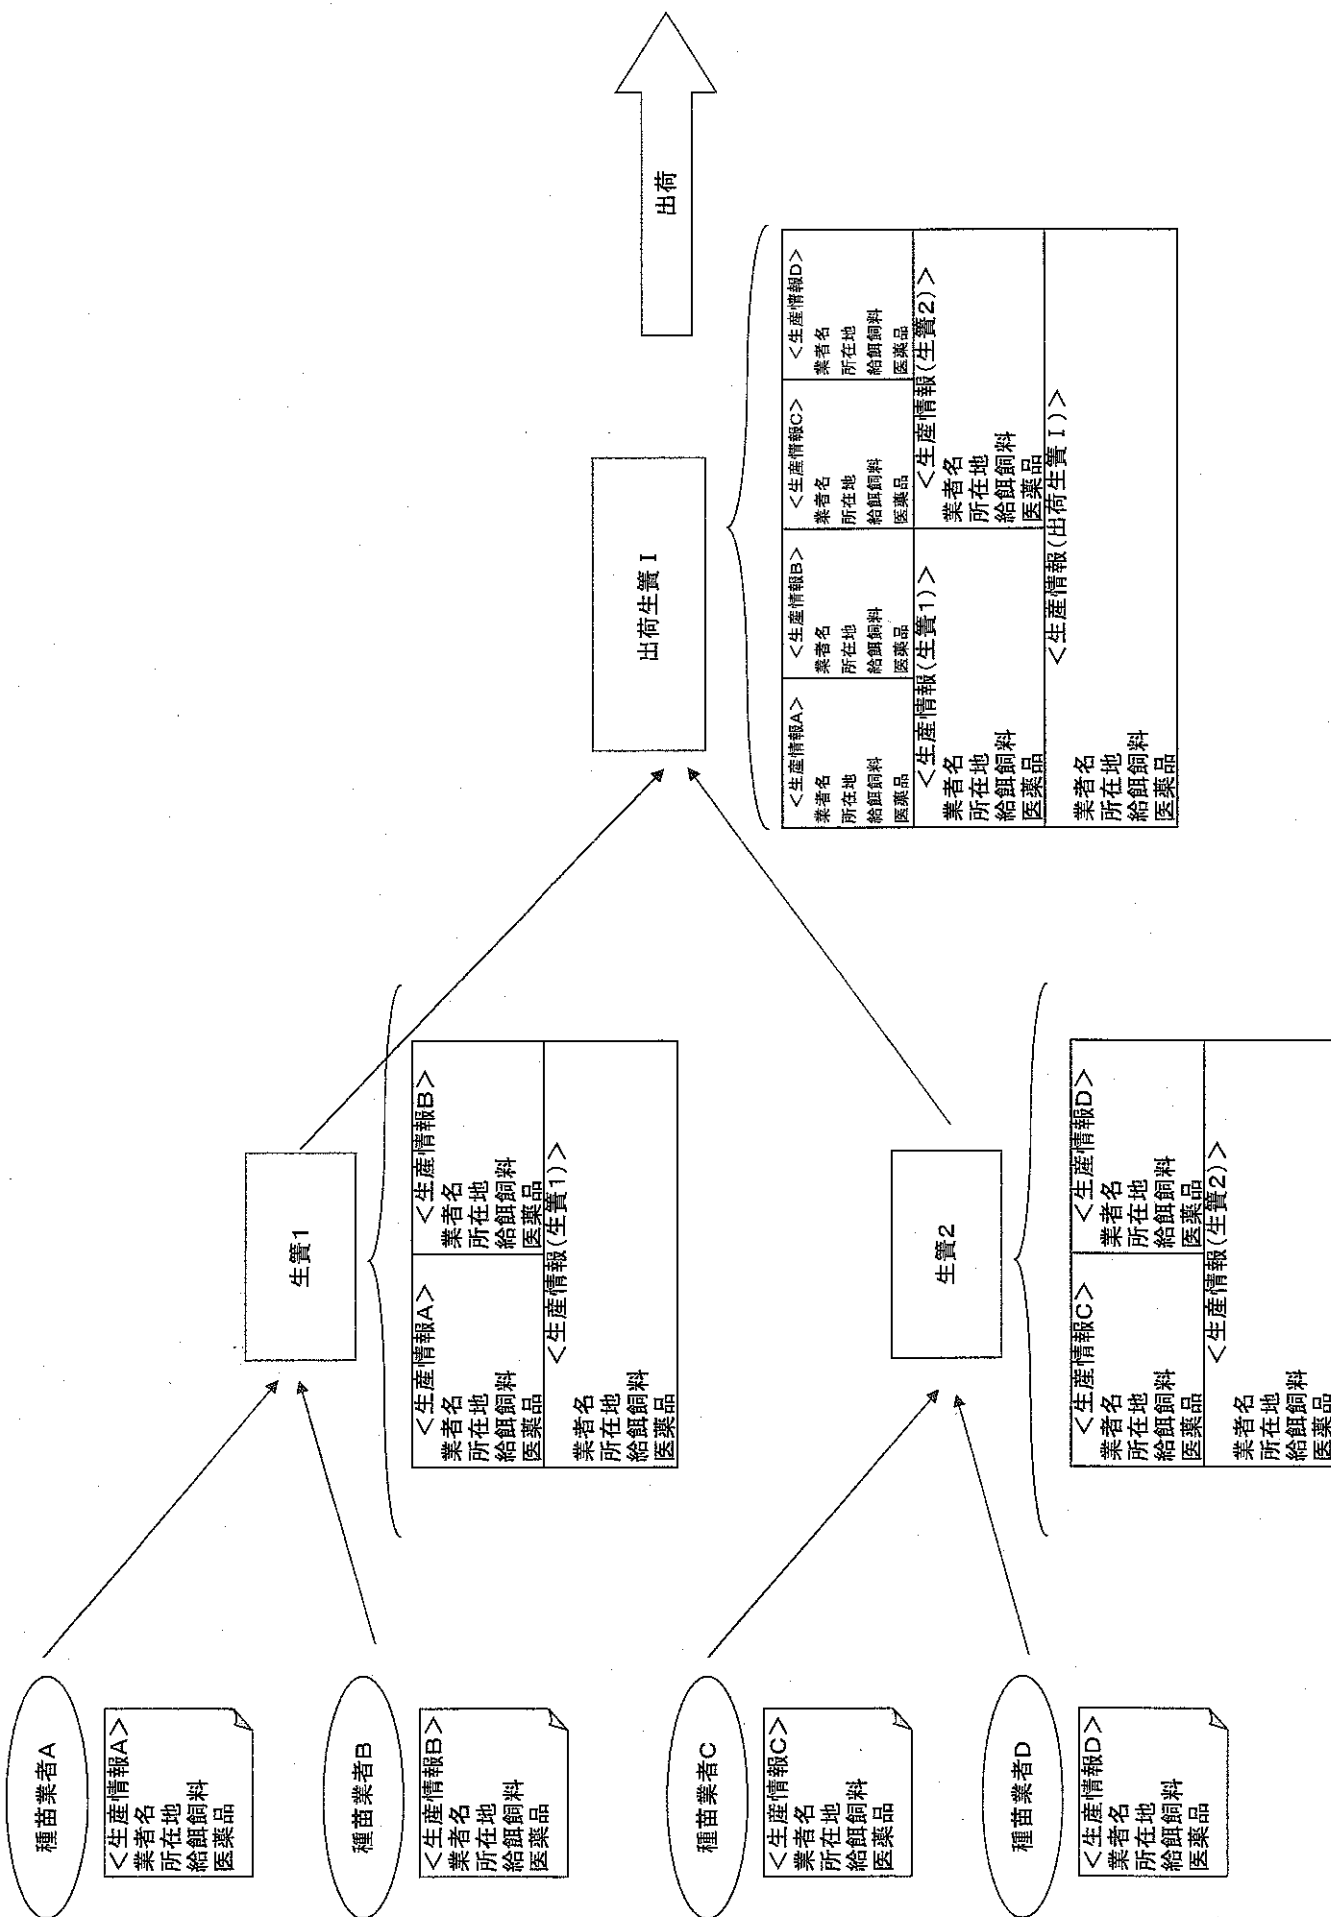 種苗業者A
<生産情報A>
業者名
所在地
給餌飼料
医薬品
種苗業者B
<生産情報B>
業者名
所在地
給餌飼料
医薬品
種苗業者C
<生産情報C>
業者名
所在地
給餌飼料
医薬品
種苗業者D
<生産情報D>
業者名
所在地
給餌飼料
医薬品
生簀1
<生産情報A>
業者名
所在地
給餌飼料
医薬品
<生産情報B>
業者名
所在地
給餌飼料
医薬品
<生産情報(生簀1)>
業者名
所在地
給餌飼料
医薬品
生簀2
<生産情報C>
業者名
所在地
給餌飼料
医薬品
<生産情報D>
業者名
所在地
給餌飼料
医薬品
<生産情報(生簀2)>
業者名
所在地
給餌飼料
医薬品
出荷生簀Ⅰ
<生産情報A>
業者名
所在地
給餌飼料
医薬品
<生産情報B>
業者名
所在地
給餌飼料
医薬品
<生産情報C>
業者名
所在地
給餌飼料
医薬品
<生産情報D>
業者名
所在地
給餌飼料
医薬品
<生産情報(生簀1)>
業者名
所在地
給餌飼料
医薬品
<生産情報(生簀2)>
業者名
所在地
給餌飼料
医薬品
<生産情報(出荷生簀Ⅰ)>
業者名
所在地
給餌飼料
医薬品
出荷